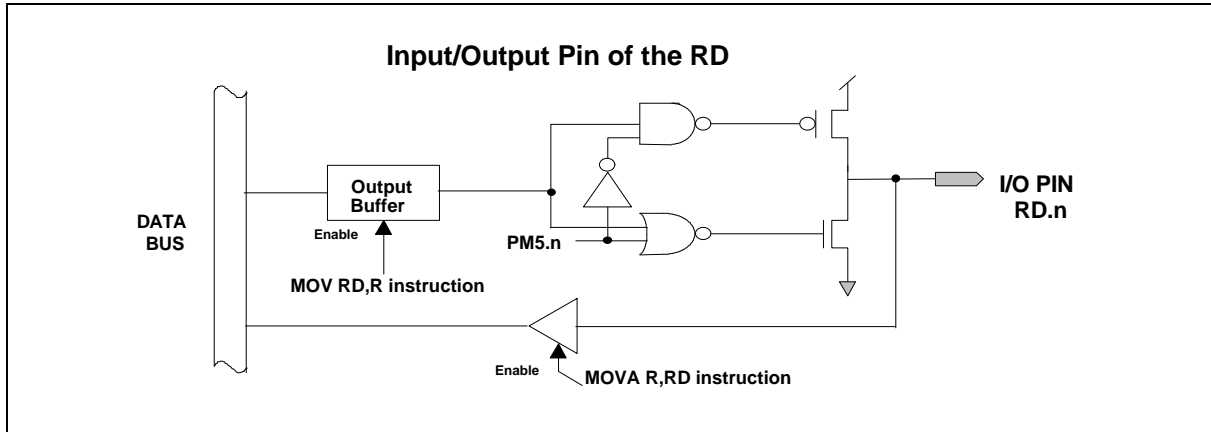 Input/Output Pin of the RD
Output
Buffer
DATA
BUS
Enable
PM5.n
I/O PIN
RD.n
MOV RD,R instruction
Enable
MOVA R,RD instruction